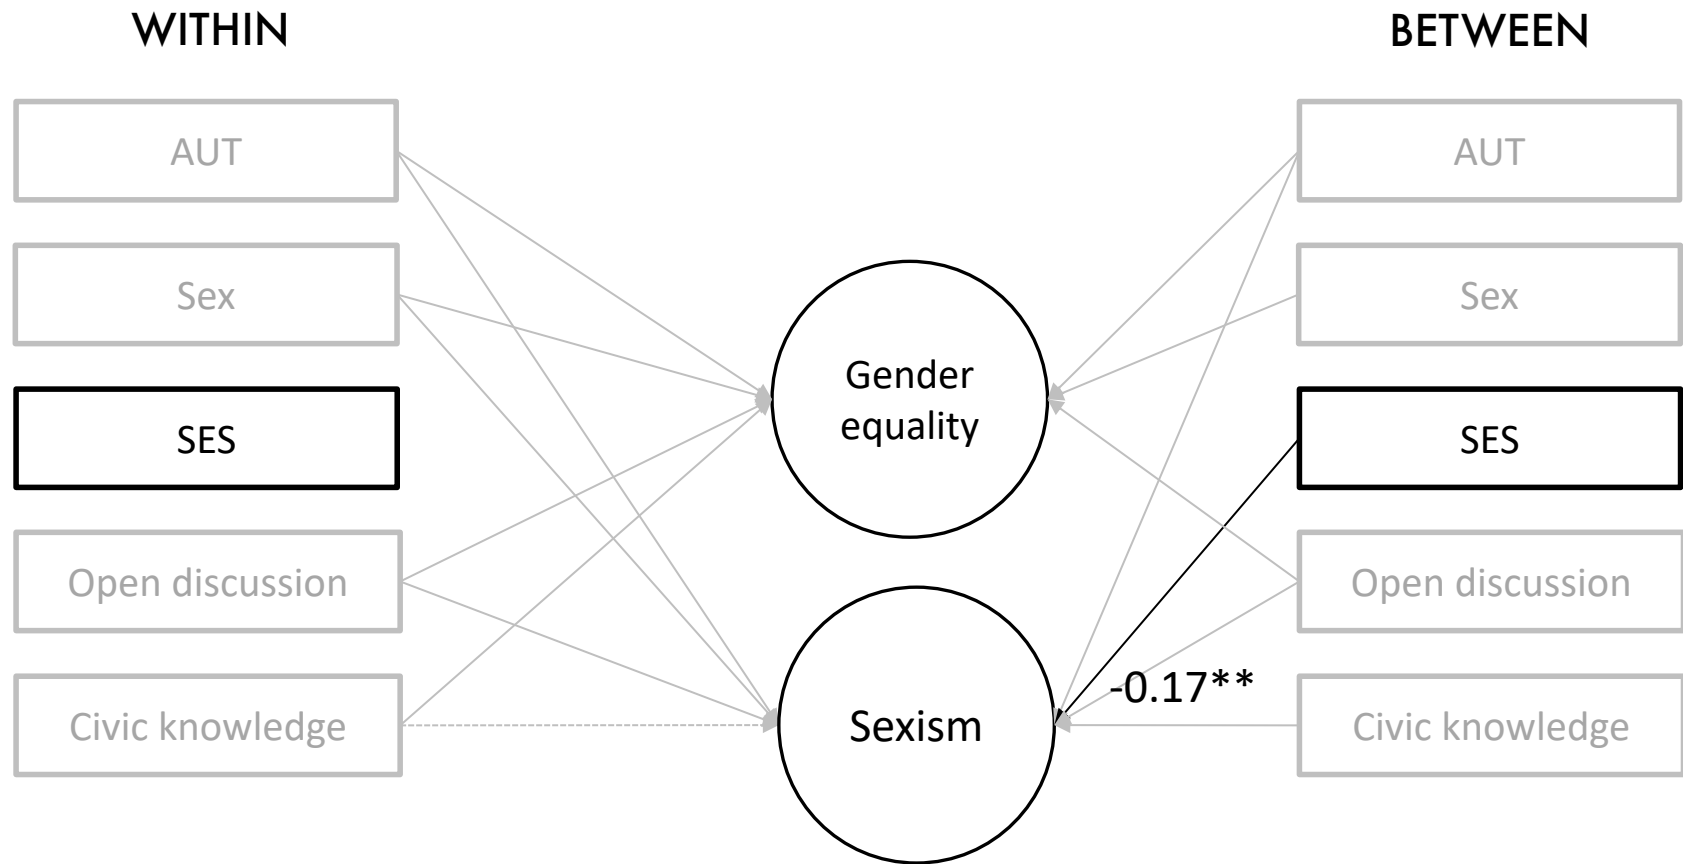 WITHIN
BETWEEN
AUT
AUT
Sex
Sex
Gender
equality
SES
SES
Open discussion
Open discussion
-0.17**
Sexism
Civic knowledge
Civic knowledge